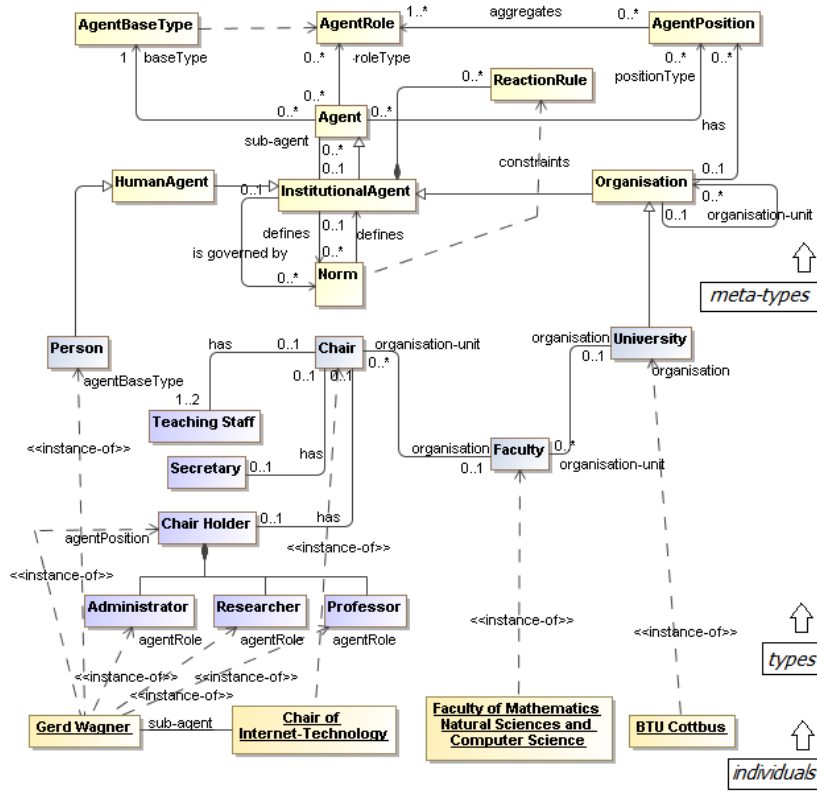 AgentBaseType
AgentRole
AgentPosition
1..*
aggregates
0..*
1
baseType
0..*
roleType
0..*
ReactionRule
0..*
positionType
0..*
0..*
0..*
Agent
0..*
has
sub-agent
0..*
0..1
constraints
HumanAgent
0..1
InstitutionalAgent
Organisation
0..1
0..*
0..1
organisation-unit
defines
0..1
defines
is governed by
0..*
0..*
Norm
meta-types
Person
has
0..1
Chair
organisation-unit
organisation
University
agentBaseType
0..1
0..1
0..*
0..1
organisation
1..2
Teaching Staff
<<instance-of>>
has
Secretary
0..1
organisation
0..1
Faculty
0..*
organisation-unit
Chair Holder
0..1
has
agentPosition
<<instance-of>>
<<instance-of>>
Administrator
Researcher
Professor
<<instance-of>>
<<instance-of>>
agentRole
agentRole
agentRole
types
<<instance-of>>
<<instance-of>>
Gerd Wagner
sub-agent
Chair of
Internet-Technology
Faculty of Mathematics
Natural Sciences and
Computer Science
BTU Cottbus
individuals